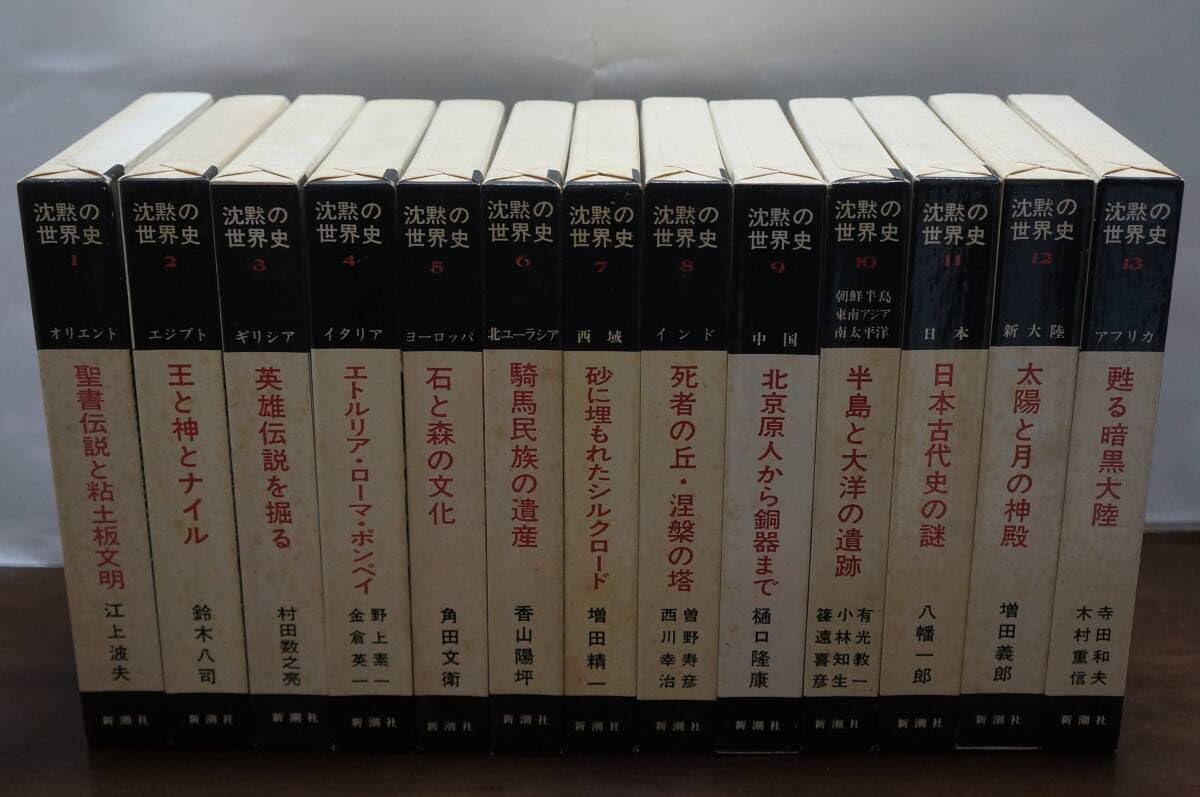 沈黙の
世界史
1
オリエント
聖書伝説と粘土板文明
江上波夫
新潮社
沈黙の
世界史
2
エジプト
王と神とナイル
鈴木八司
新潮社
沈黙の
世界史
3
ギリシア
英雄伝説を掘る
村田数之亮
新潮社
沈黙の
世界史
4
イタリア
エトルリア・ローマ・ポンペイ
野上素一
金倉英一
新潮社
沈黙の
世界史
5
ヨーロッパ
石と森の文化
角田文衛
新潮社
沈黙の
世界史
6
北ユーラシア
騎馬民族の遺産
香山陽坪
新潮社
沈黙の
世界史
7
西域
砂に埋もれたシルクロード
増田精一
新潮社
沈黙の
世界史
8
インド
死者の丘・涅槃の塔
曽野寿彦
西川幸治
新潮社
沈黙の
世界史
9
中国
北京原人から銅器まで
樋口隆康
新潮社
沈黙の
世界史
10
朝鮮半島
東南アジア
南太平洋
半島と大洋の遺跡
有光教一
小林知生
篠遠喜彦
新潮社
沈黙の
世界史
11
日本
日本古代史の謎
八幡一郎
新潮社
沈黙の
世界史
12
新大陸
太陽と月の神殿
増田義郎
新潮社
沈黙の
世界史
13
アフリカ
甦る暗黒大陸
寺田和夫
木村重信
新潮社